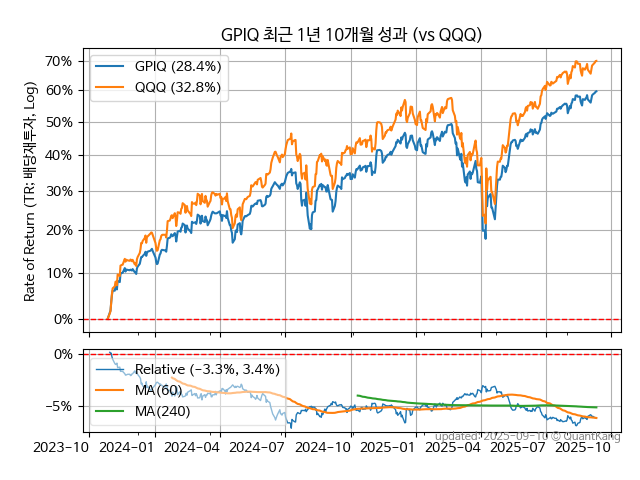 GPIQ 최근 1년 10개월 성과 (vs QQQ)
Rate of Return (TR: 배당재투자, Log)
70%
60%
50%
40%
30%
20%
10%
0%
GPIQ (28.4%)
QQQ (32.8%)
0%
−5%
Relative (−3.3%, 3.4%)
MA(60)
MA(240)
updated: 2025-09-10 © QuantKang
2023-10 2024-01 2024-04 2024-07 2024-10 2025-01 2025-04 2025-07 2025-10